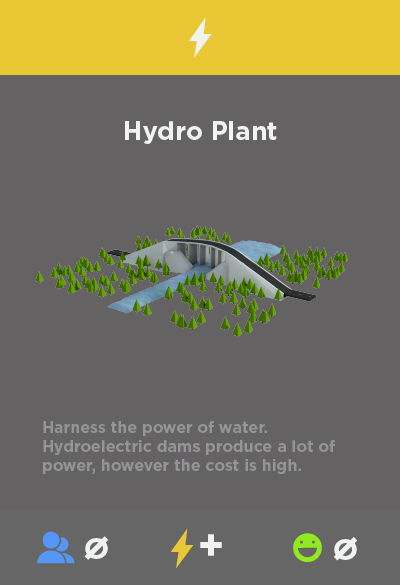 Hydro Plant
Harness the power of water.
Hydroelectric dams produce a lot of
power, however the cost is high.
Ø + Ø